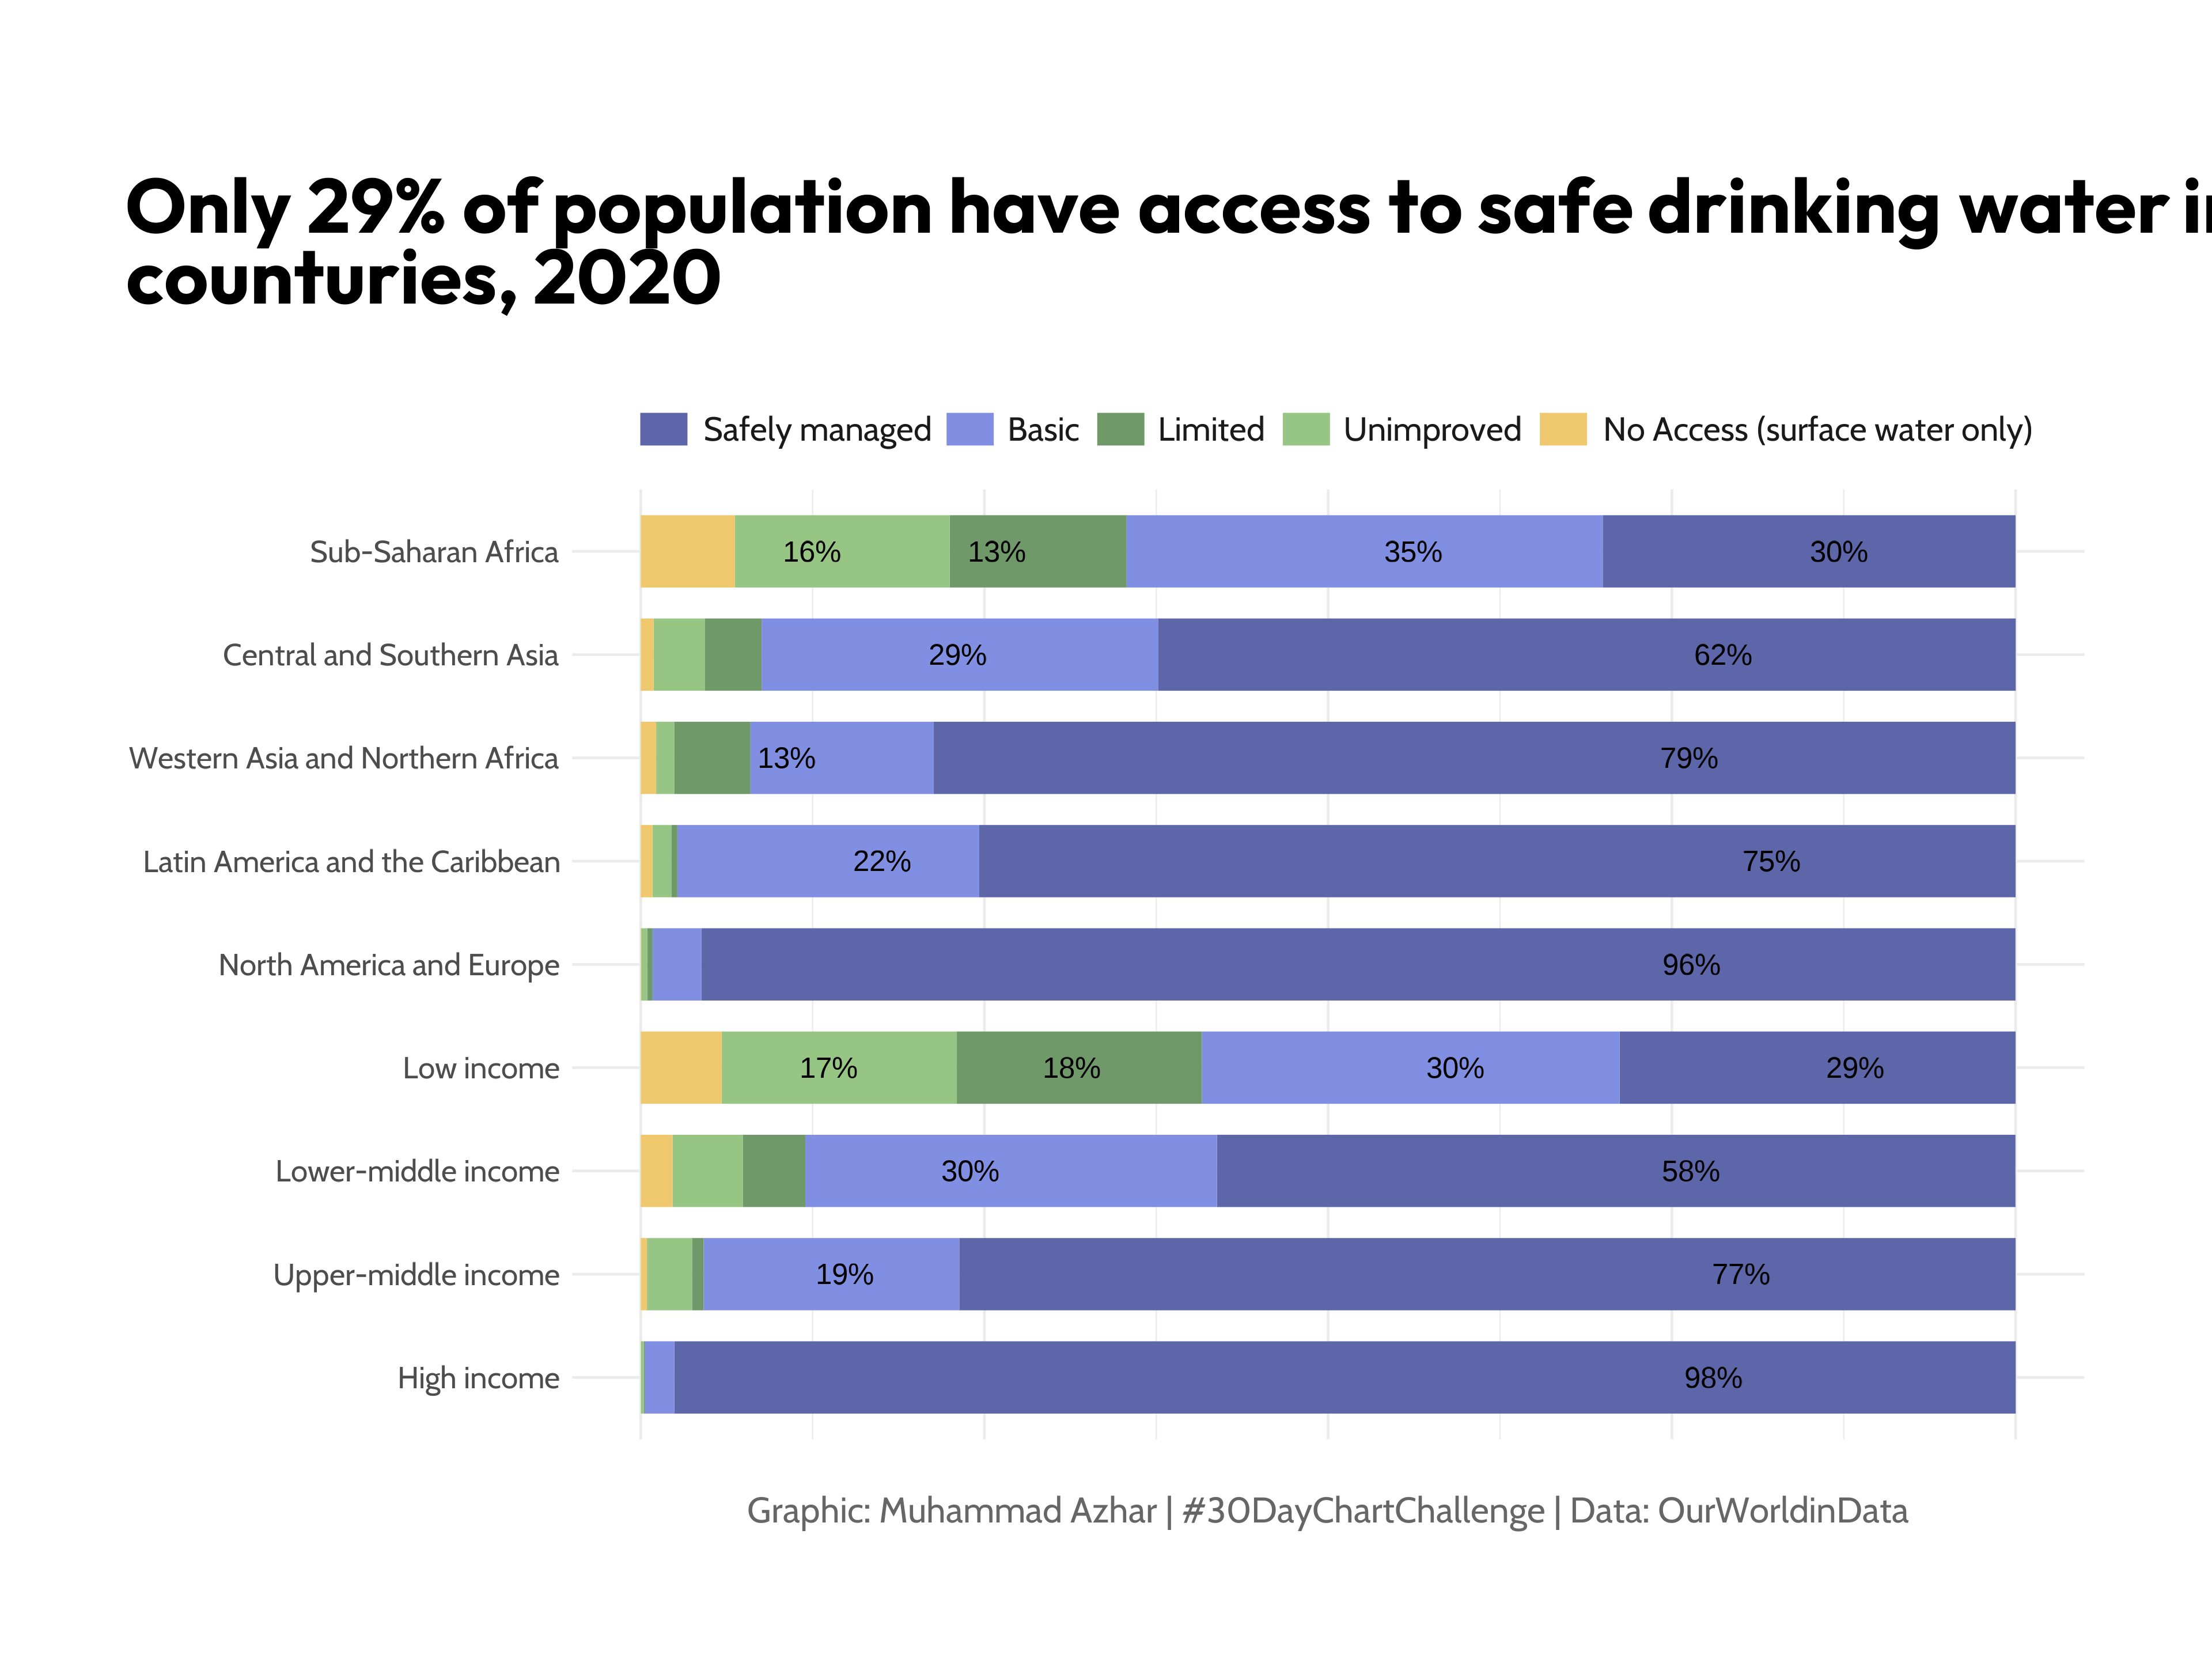 Only 29% of population have access to safe drinking water
counturies, 2020
Safely managed Basic Limited Unimproved No Access (surface water only)
Sub-Saharan Africa 16% 13% 35% 30%
Central and Southern Asia 29% 62%
Western Asia and Northern Africa 13% 79%
Latin America and the Caribbean 22% 75%
North America and Europe 96%
Low income 17% 18% 30% 29%
Lower-middle income 30% 58%
Upper-middle income 19% 77%
High income 98%
Graphic: Muhammad Azhar | #30DayChartChallenge | Data: OurWorldinData